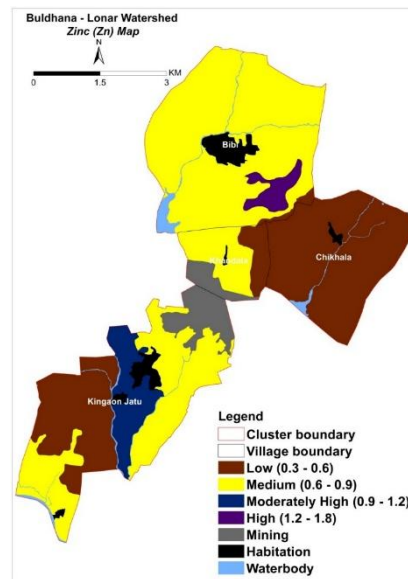 Buldhana - Lonar Watershed
Zinc (Zn) Map
N
KM
0 1.5 3
Bibi
Chikhala
Kingaon Jatu
Legend
Cluster boundary
Village boundary
Low (0.3 - 0.6)
Medium (0.6 - 0.9)
Moderately High (0.9 - 1.2)
High (1.2 - 1.8)
Mining
Habitation
Waterbody